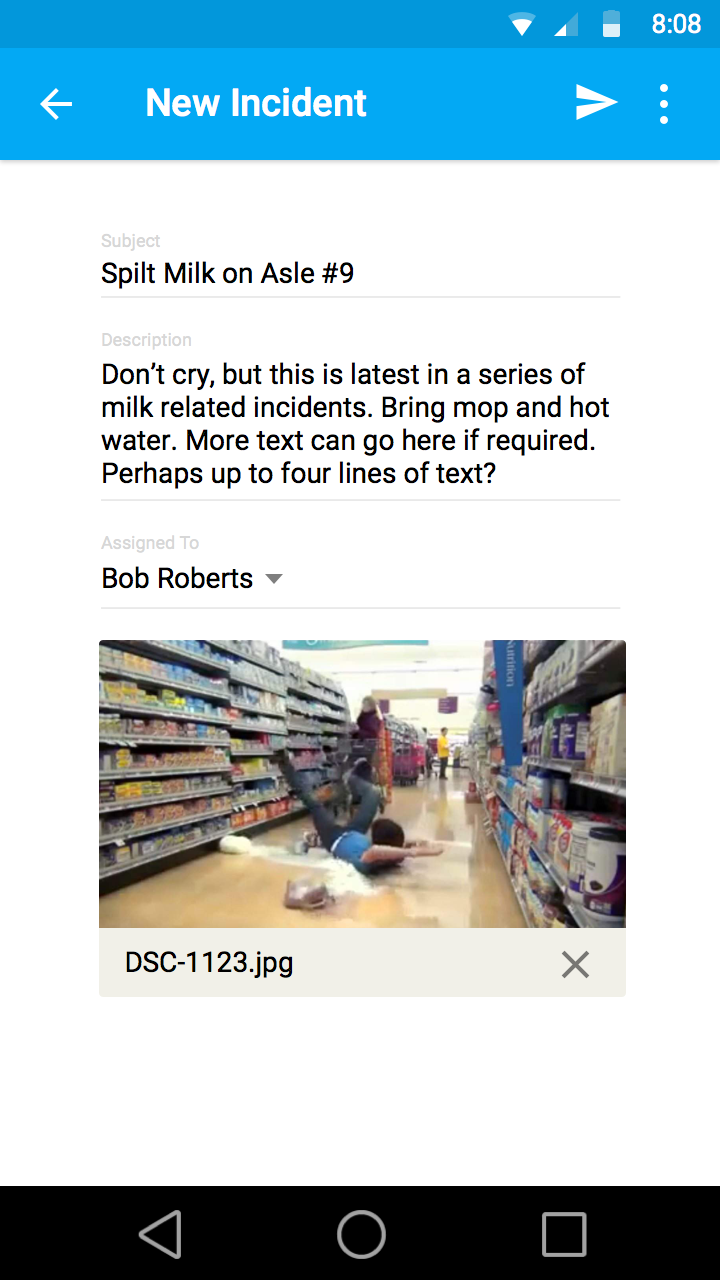 8:08
New Incident
Subject
Spilt Milk on Asle #9
Description
Don’t cry, but this is latest in a series of
milk related incidents. Bring mop and hot
water. More text can go here if required.
Perhaps up to four lines of text?
Assigned To
Bob Roberts
Nutrition
DSC-1123.jpg